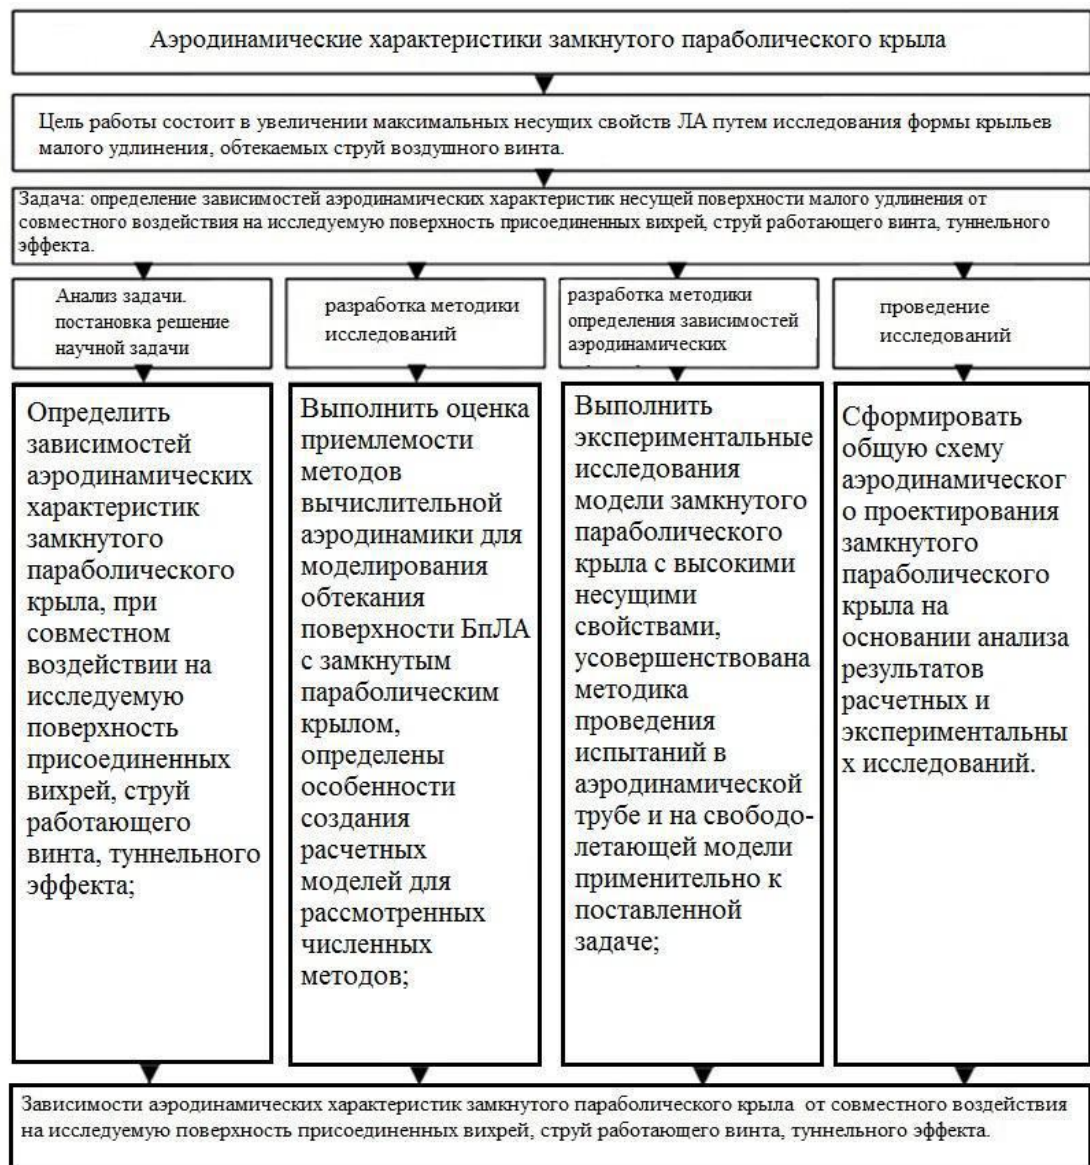 Аэродинамические характеристики замкнутого параболического крыла
Цель работы состоит в увеличении максимальных несущих свойств ЛА путем исследования формы крыльев
малого удлинения, обтекаемых струй воздушного винта.
Задача: определение зависимостей аэродинамических характеристик несущей поверхности малого удлинения от
совместного воздействия на исследуемую поверхность присоединенных вихрей, струй работающего винта, туннельного
эффекта.
Анализ задачи.
постановка решение
научной задачи
разработка методики
исследований
разработка методики
определения зависимостей
аэродинамических
проведение
исследований
Определить
зависимостей
аэродинамических
характеристик
замкнутого
параболического
крыла, при
совместном
воздействии на
исследуемую
поверхность
присоединенных
вихрей, струй
работающего
винта, туннельного
эффекта;
Выполнить оценка
приемлемости
методов
вычислительной
аэродинамики для
моделирования
обтекания
поверхности БпЛА
с замкнутым
параболическим
крылом,
определены
особенности
создания
расчетных
моделей для
рассмотренных
численных
методов;
Выполнить
экспериментальные
исследования
модели замкнутого
параболического
крыла с высокими
несущими
свойствами,
усовершенствована
методика
проведения
испытаний в
аэродинамической
трубе и на свободо-
летающей модели
применительно к
поставленной
задаче;
Сформировать
общую схему
аэродинамическог
о проектирования
замкнутого
параболического
крыла на
основании анализа
результатов
расчетных и
экспериментальны
х исследований.
Зависимости аэродинамических характеристик замкнутого параболического крыла от совместного воздействия
на исследуемую поверхность присоединенных вихрей, струй работающего винта, туннельного эффекта.